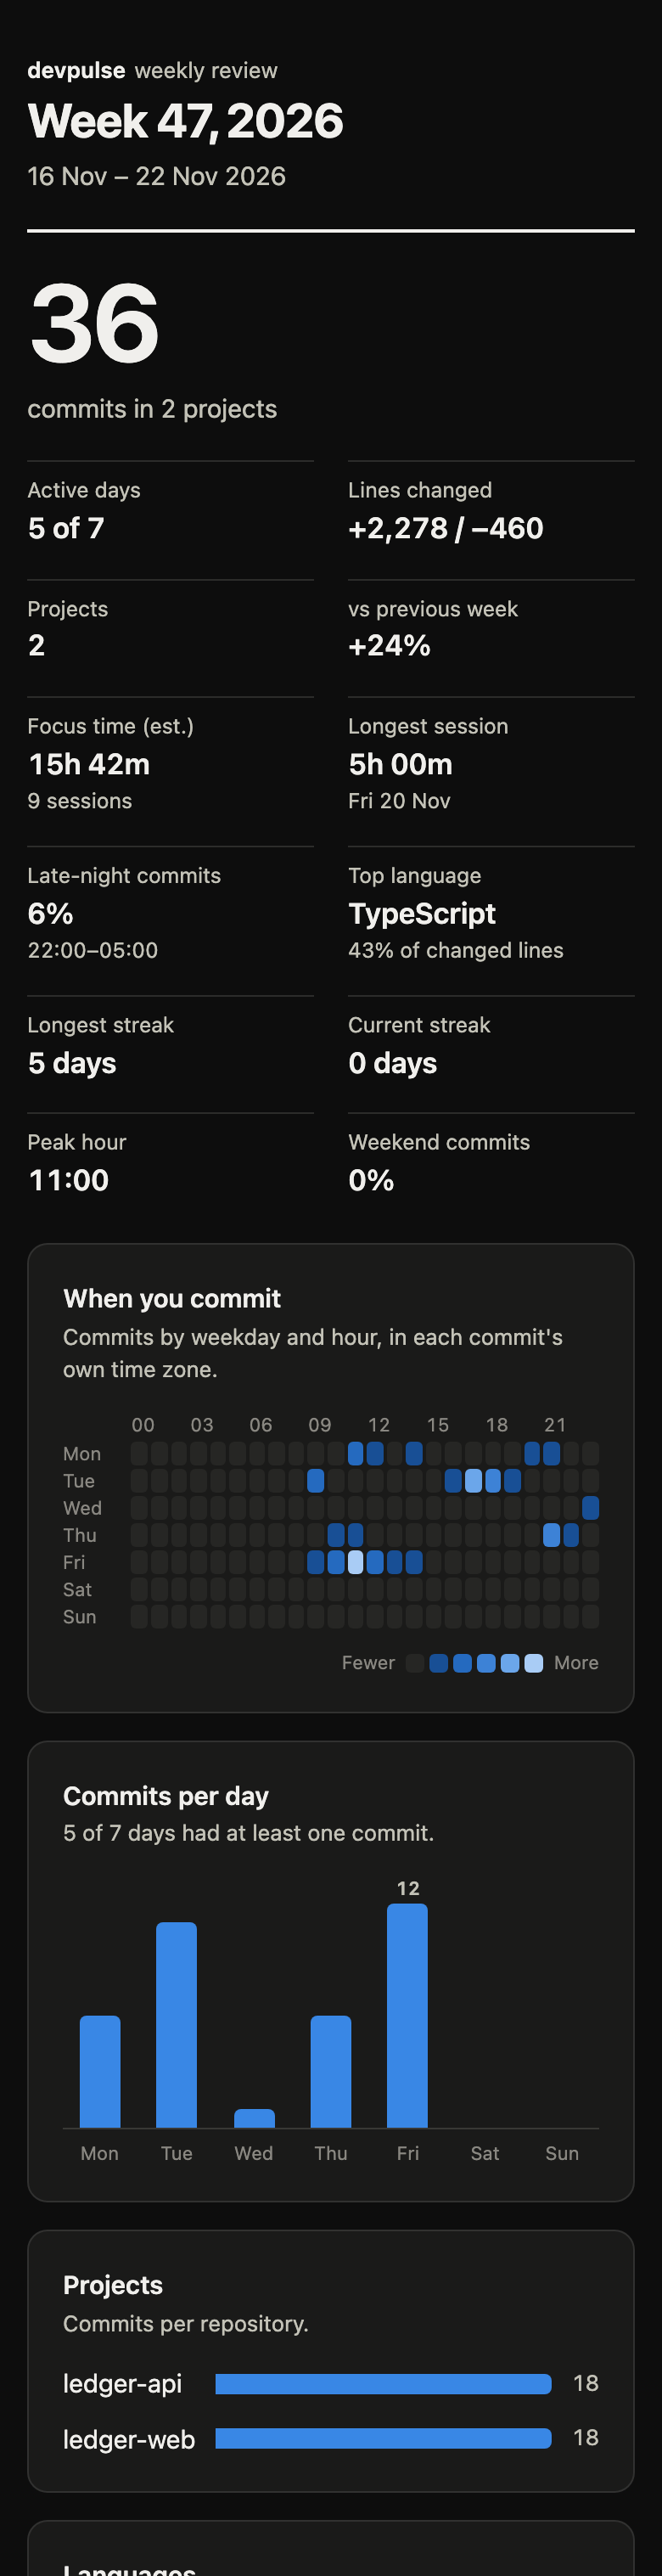 devpulse weekly review
Week 47, 2026
16 Nov – 22 Nov 2026
36
commits in 2 projects
Active days
5 of 7
Lines changed
+2,278 / −460
Projects
2
vs previous week
+24%
Focus time (est.)
15h 42m
9 sessions
Longest session
5h 00m
Fri 20 Nov
Late-night commits
6%
22:00–05:00
Top language
TypeScript
43% of changed lines
Longest streak
5 days
Current streak
0 days
Peak hour
11:00
Weekend commits
0%
When you commit
Commits by weekday and hour, in each commit's
own time zone.
00 03 06 09 12 15 18 21
Mon
Tue
Wed
Thu
Fri
Sat
Sun
Fewer More
Commits per day
5 of 7 days had at least one commit.
12
Mon Tue Wed Thu Fri Sat Sun
Projects
Commits per repository.
ledger-api 18
ledger-web 18
Languages